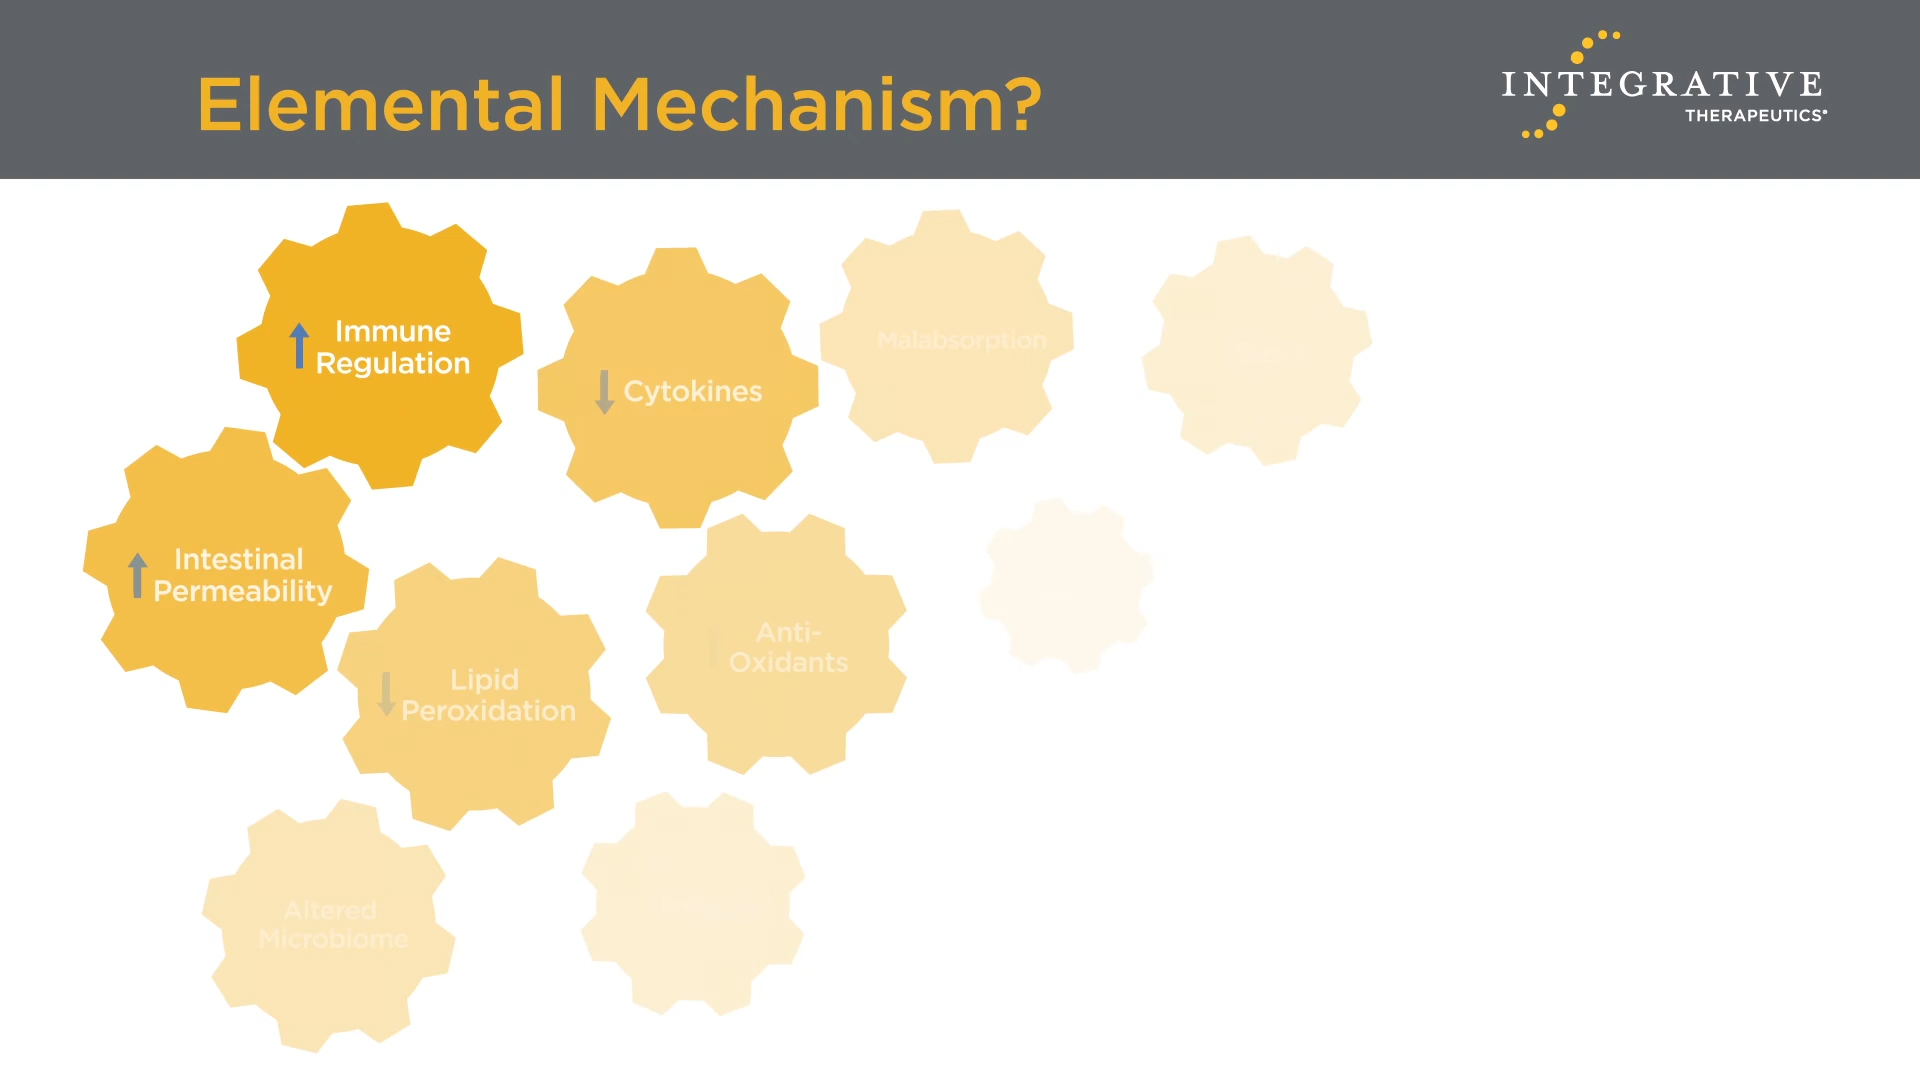 Elemental Mechanism?
INTEGRATIVE
THERAPEUTICS®
Immune
Regulation
Cytokines
Malabsorption
Intestinal
Permeability
Lipid
Peroxidation
Anti-
Oxidants
Altered
Microbiome